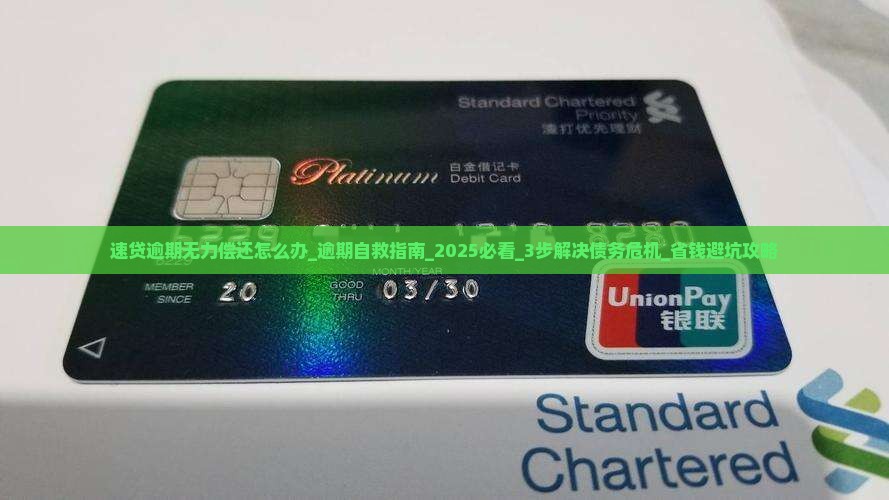 Standard Chartered
Priority
渣打优先理财
Platinum
白金借记卡
Debit Card
速贷逾期无力偿还怎么办_逾期自救指南_2025必看_3步解决债务危机_省钱避坑攻略
MONTH/YEAR
MEMBER SINCE 20
GOOD THRU 03/30
UnionPay
银联
Standard
Chartered